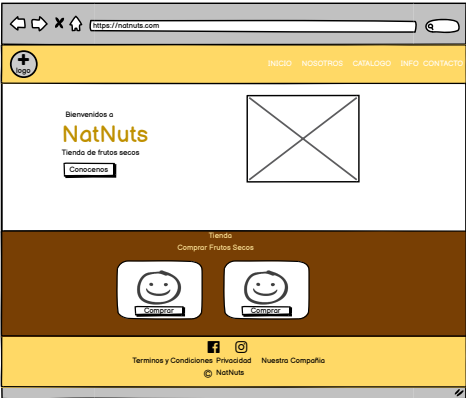 https://natnuts.com
logo
INICIO NOSOTROS CATALOGO INFO CONTACTO
Bienvenidos a
NatNuts
Tienda de frutos secos
Conocenos
Tienda
Comprar Frutos Secos
Comprar Comprar
Terminos y Condiciones Privacidad Nuestra Compañia
© NatNuts